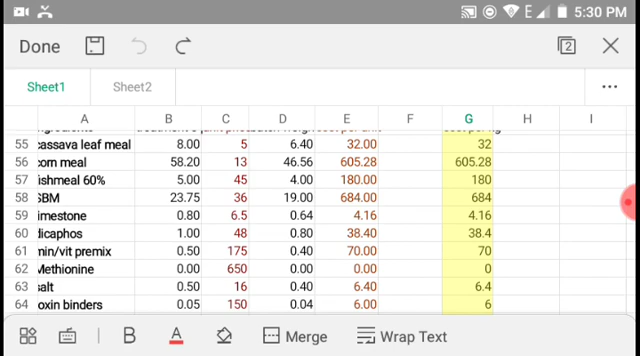 E 5:30 PM
Done 2
Sheet1 Sheet2
A B C D E F G H I
55 cassava leaf meal 8.00 5 6.40 32.00 32
56 corn meal 58.20 13 46.56 605.28 605.28
57 fishmeal 60% 5.00 45 4.00 180.00 180
58 SBM 23.75 36 19.00 684.00 684
59 limestone 0.80 6.5 0.64 4.16 4.16
60 dicaphos 1.00 48 0.80 38.40 38.4
61 min/vit premix 0.50 175 0.40 70.00 70
62 Methionine 0.00 650 0.00 0.00 0
63 salt 0.50 16 0.40 6.40 6.4
64 toxin binders 0.05 150 0.04 6.00 6
B A Merge Wrap Text